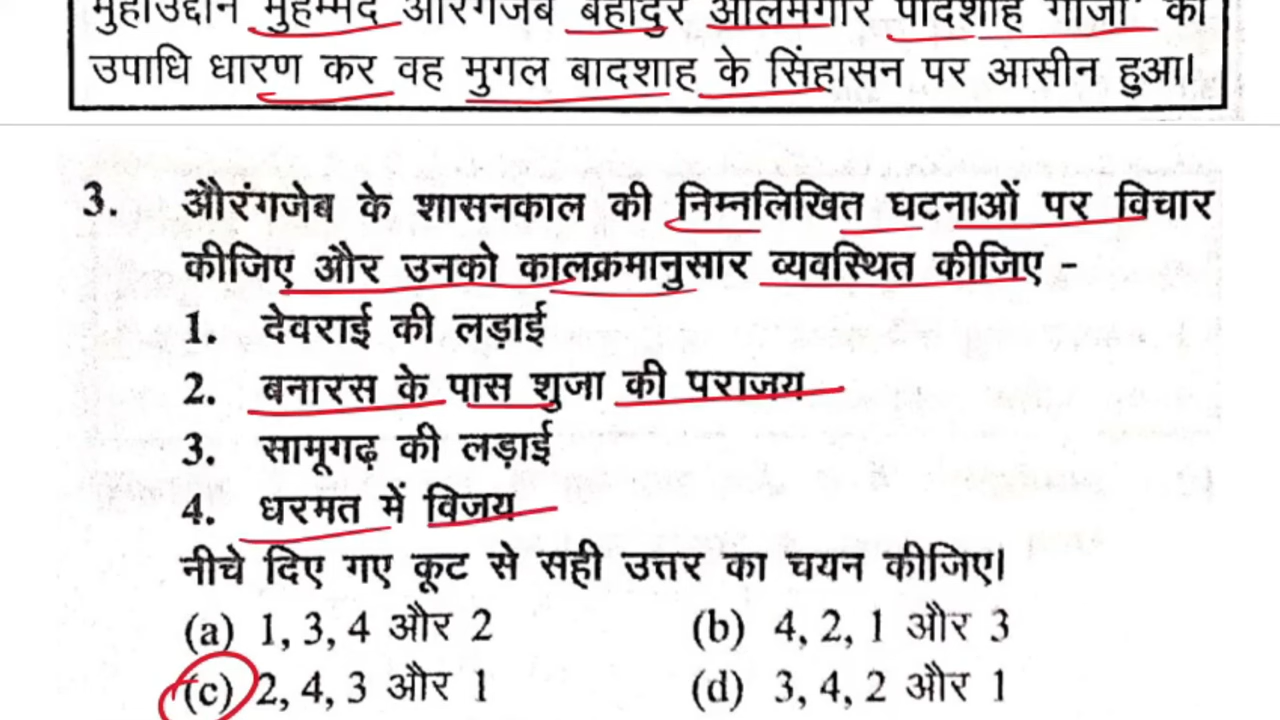 मुहीउद्दीन मुहम्मद औरंगजेब बहादुर आलमगीर पादशाह गाजी' की
उपाधि धारण कर वह मुगल बादशाह के सिंहासन पर आसीन हुआ।
3. औरंगजेब के शासनकाल की निम्नलिखित घटनाओं पर विचार
कीजिए और उनको कालक्रमानुसार व्यवस्थित कीजिए -
1. देवराई की लड़ाई
2. बनारस के पास शुजा की पराजय
3. सामूगढ़ की लड़ाई
4. धरमत में विजय
नीचे दिए गए कूट से सही उत्तर का चयन कीजिए।
(a) 1, 3, 4 और 2 (b) 4, 2, 1 और 3
(c) 2, 4, 3 और 1 (d) 3, 4, 2 और 1